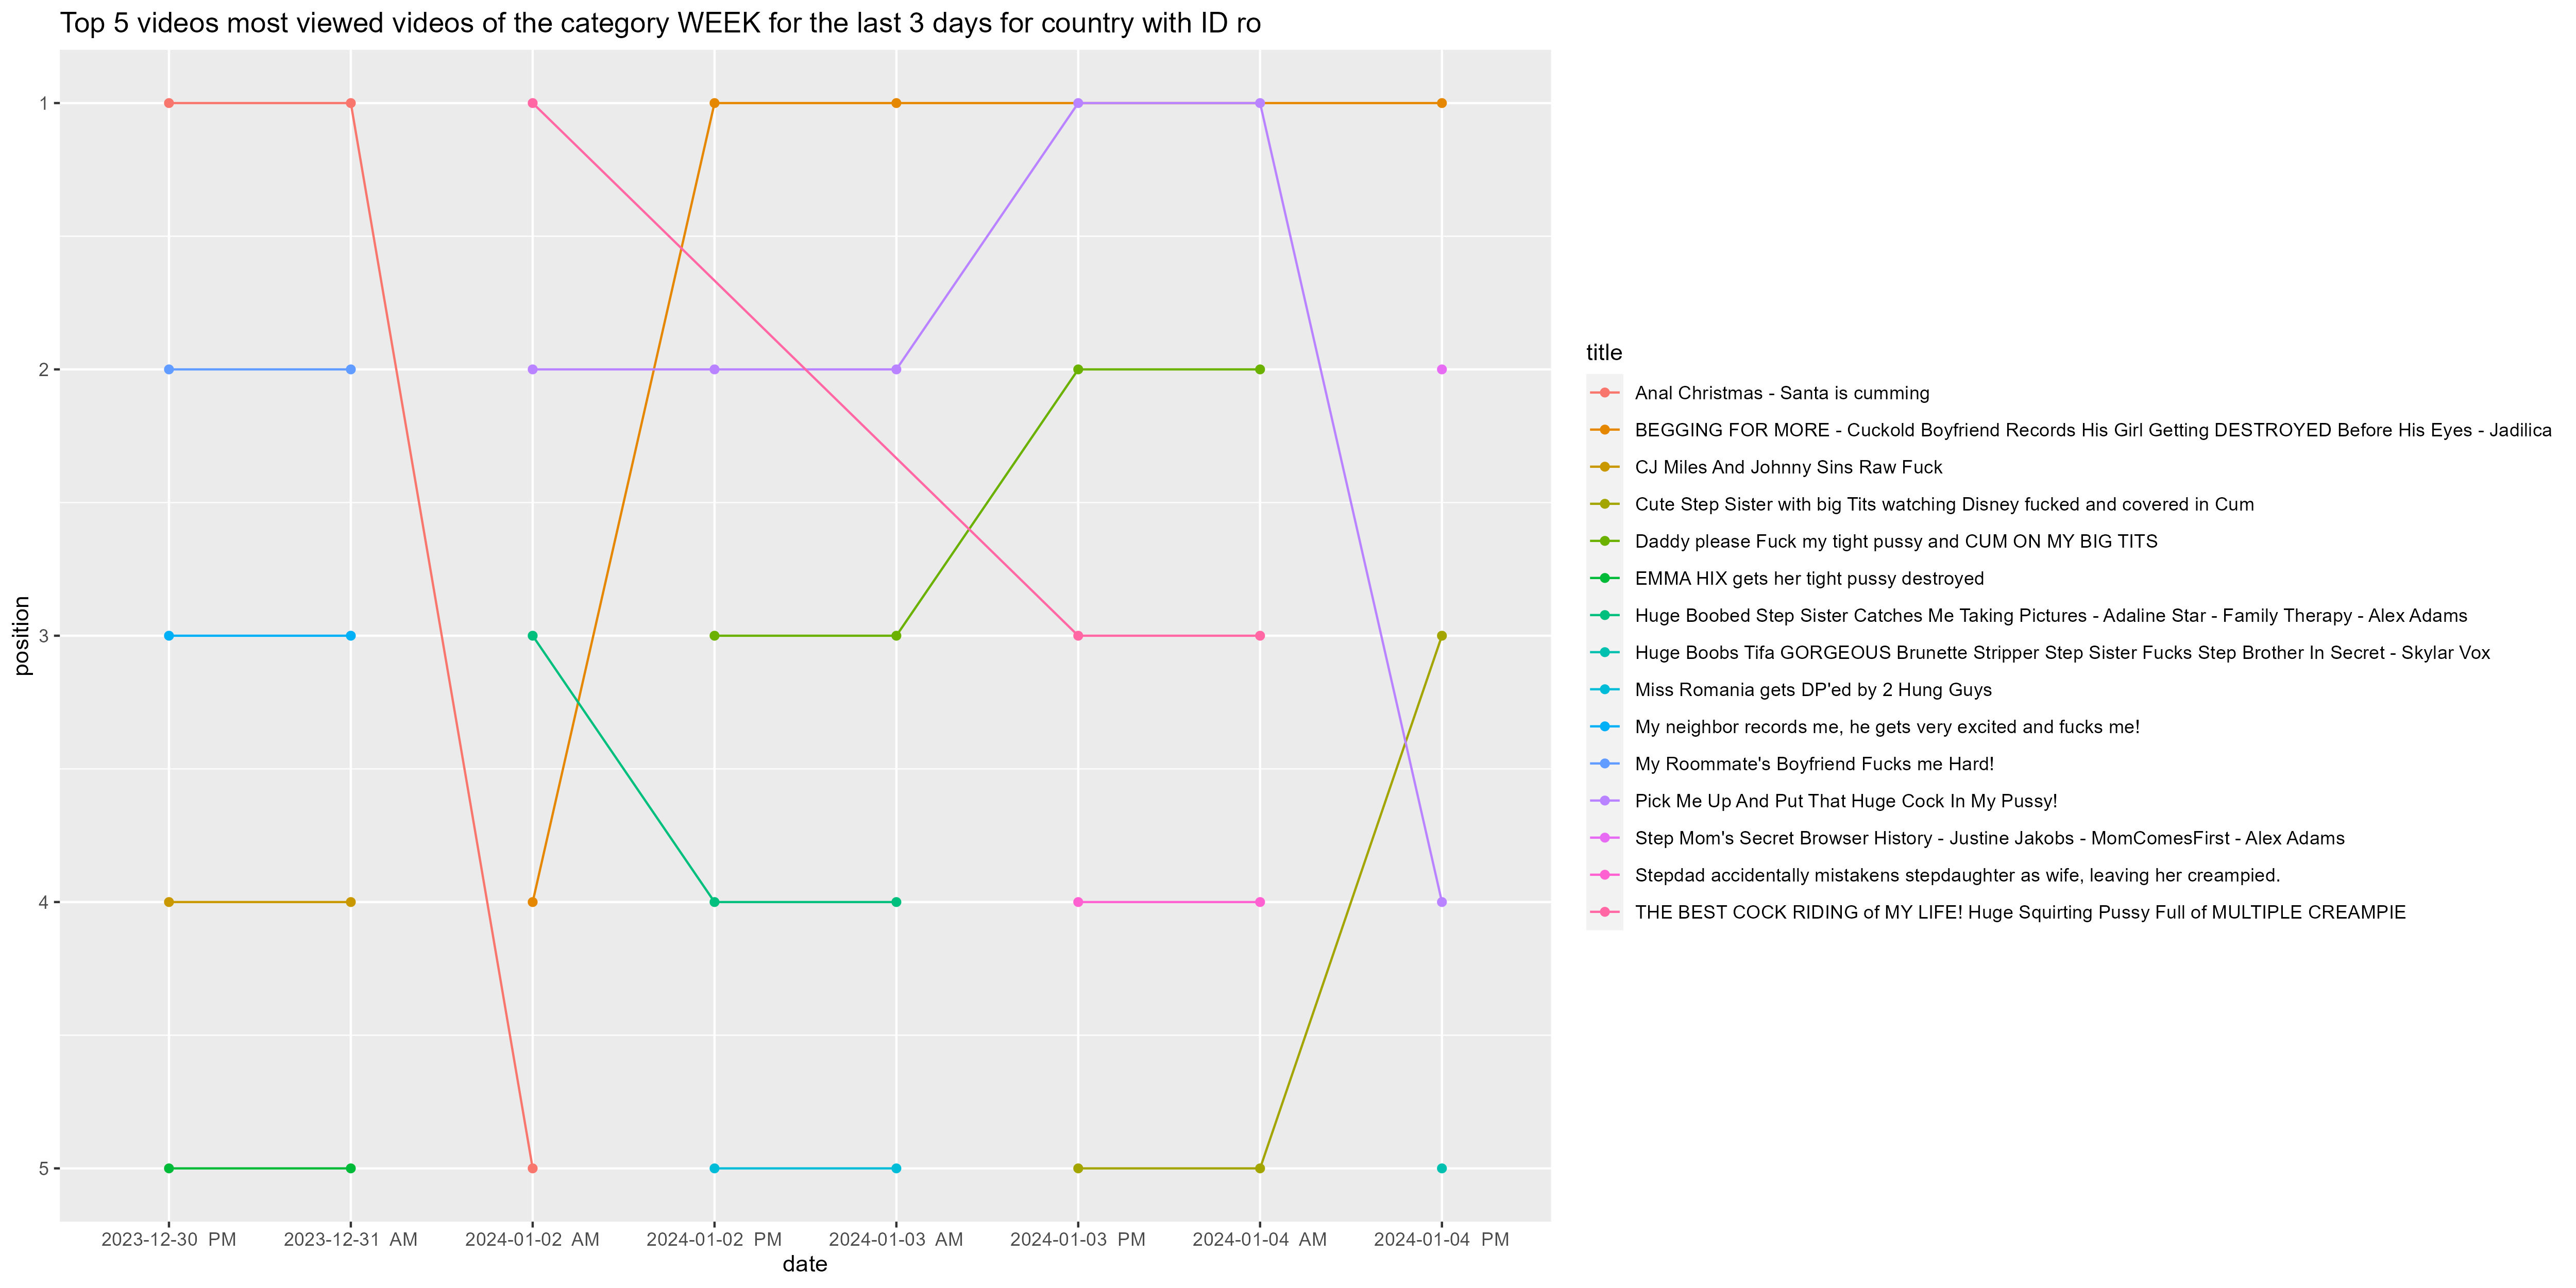 Top 5 videos most viewed videos of the category WEEK for the last 3 days for country with ID ro
1
2
3
4
5
position
2023-12-30 PM
2023-12-31 AM
2024-01-02 AM
2024-01-02 PM
2024-01-03 AM
2024-01-03 PM
2024-01-04 AM
2024-01-04 PM
date
title
Anal Christmas - Santa is cumming
BEGGING FOR MORE - Cuckold Boyfriend Records His Girl Getting DESTROYED Before His Eyes - Jadilica
CJ Miles And Johnny Sins Raw Fuck
Cute Step Sister with big Tits watching Disney fucked and covered in Cum
Daddy please Fuck my tight pussy and CUM ON MY BIG TITS
EMMA HIX gets her tight pussy destroyed
Huge Boobed Step Sister Catches Me Taking Pictures - Adaline Star - Family Therapy - Alex Adams
Huge Boobs Tifa GORGEOUS Brunette Stripper Step Sister Fucks Step Brother In Secret - Skylar Vox
Miss Romania gets DP'ed by 2 Hung Guys
My neighbor records me, he gets very excited and fucks me!
My Roommate's Boyfriend Fucks me Hard!
Pick Me Up And Put That Huge Cock In My Pussy!
Step Mom's Secret Browser History - Justine Jakobs - MomComesFirst - Alex Adams
Stepdad accidentally mistakens stepdaughter as wife, leaving her creampied.
THE BEST COCK RIDING of MY LIFE! Huge Squirting Pussy Full of MULTIPLE CREAMPIE